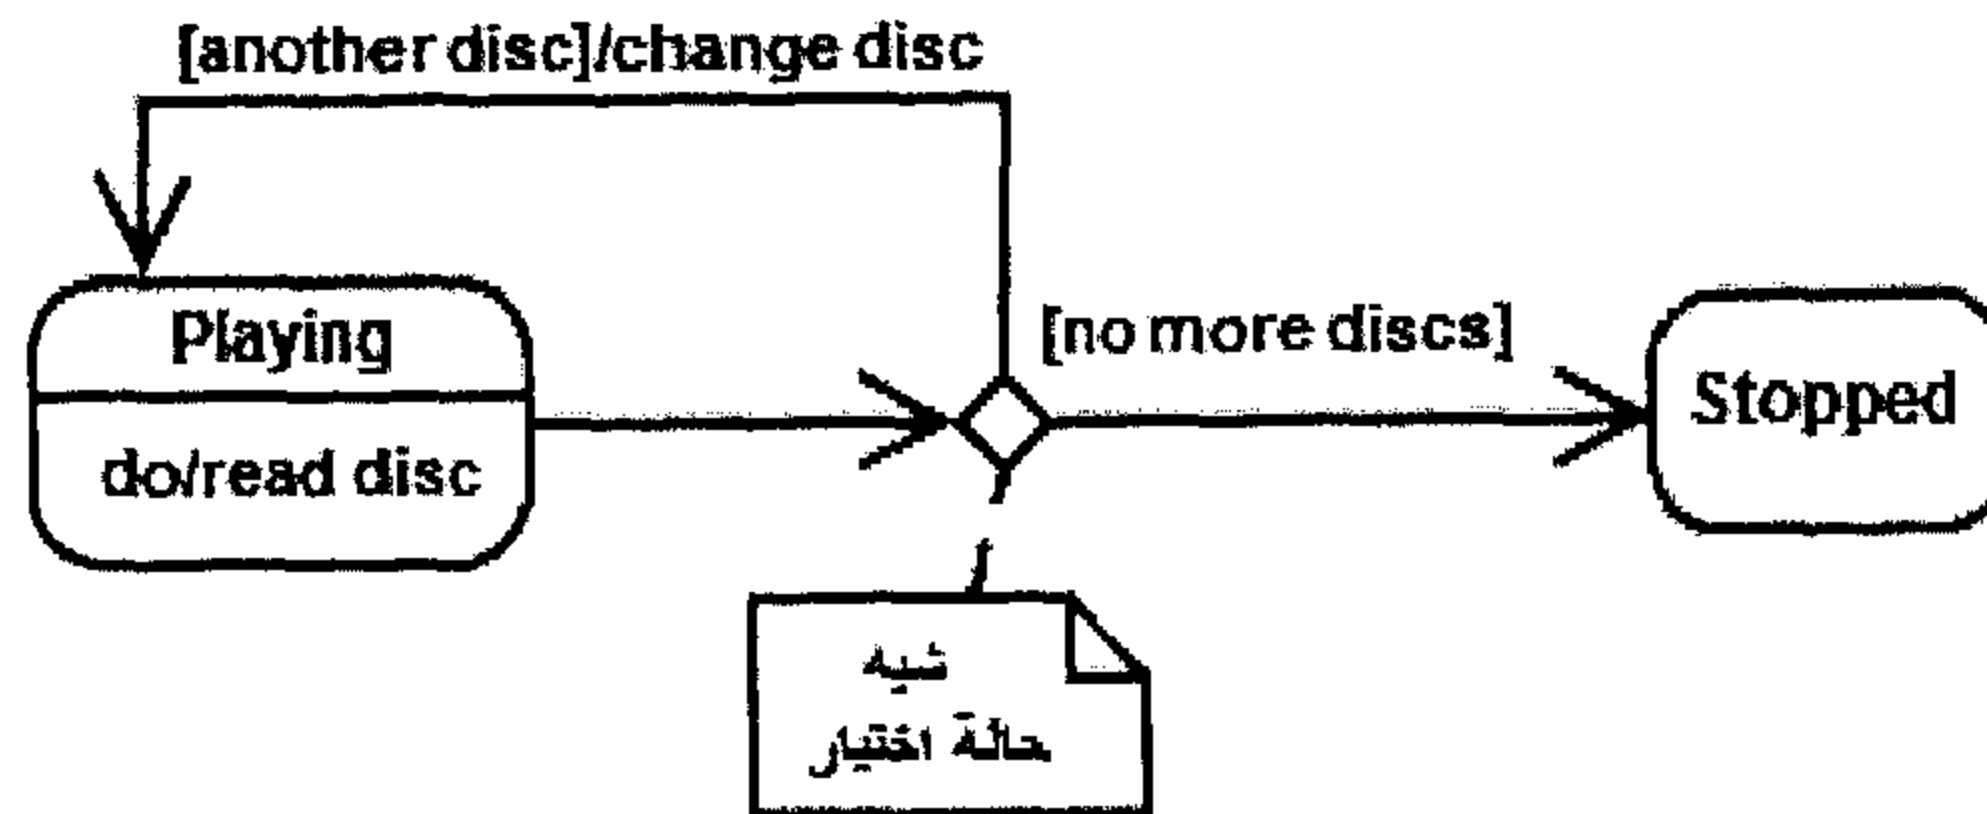 [another disc]/change disc
Playing
do/read disc
[no more discs]
Stopped
شبه
حالة اختيار